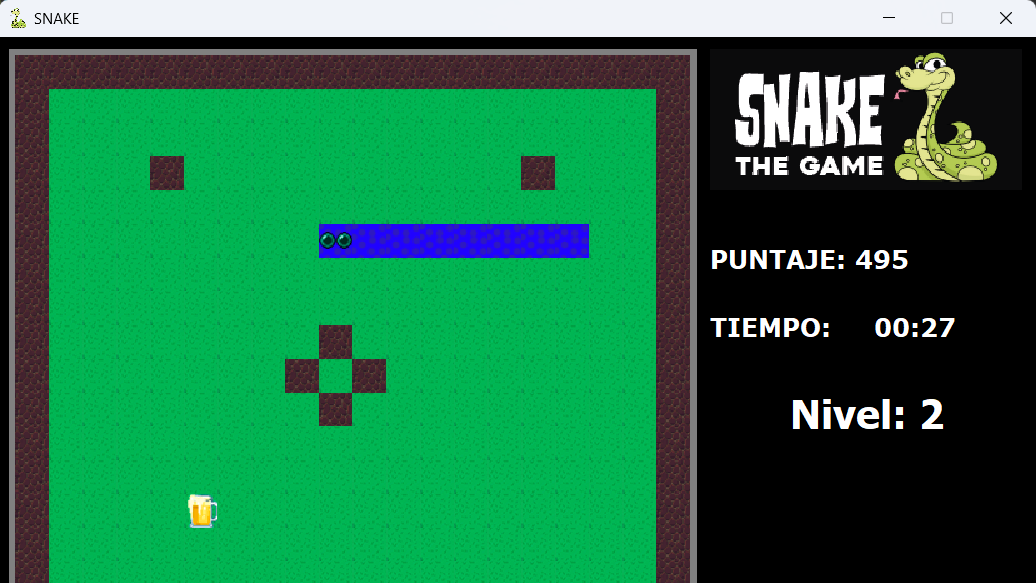 SNAKE
SNAKE
THE GAME
PUNTAJE: 495
TIEMPO: 00:27
Nivel: 2